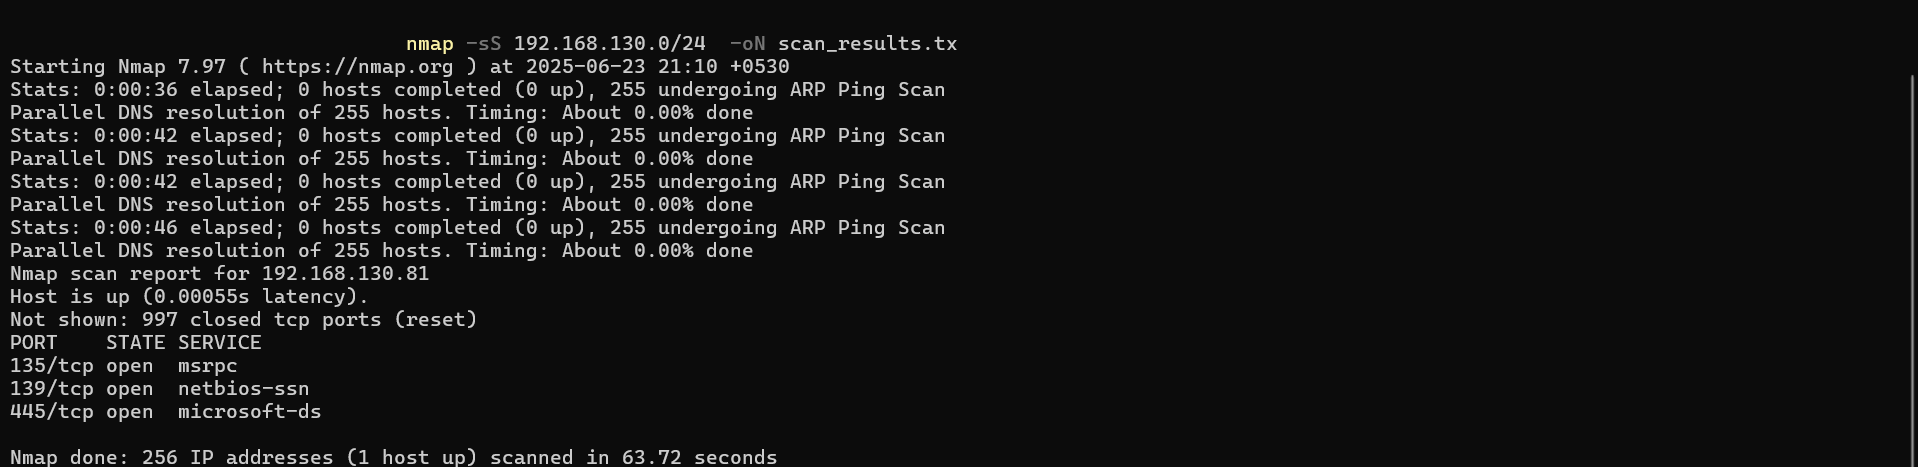 nmap -sS 192.168.130.0/24  -oN scan_results.tx
Starting Nmap 7.97 ( https://nmap.org ) at 2025-06-23 21:10 +0530
Stats: 0:00:36 elapsed; 0 hosts completed (0 up), 255 undergoing ARP Ping Scan
Parallel DNS resolution of 255 hosts. Timing: About 0.00% done
Stats: 0:00:42 elapsed; 0 hosts completed (0 up), 255 undergoing ARP Ping Scan
Parallel DNS resolution of 255 hosts. Timing: About 0.00% done
Stats: 0:00:42 elapsed; 0 hosts completed (0 up), 255 undergoing ARP Ping Scan
Parallel DNS resolution of 255 hosts. Timing: About 0.00% done
Stats: 0:00:46 elapsed; 0 hosts completed (0 up), 255 undergoing ARP Ping Scan
Parallel DNS resolution of 255 hosts. Timing: About 0.00% done
Nmap scan report for 192.168.130.81
Host is up (0.00055s latency).
Not shown: 997 closed tcp ports (reset)
PORT    STATE SERVICE
135/tcp open  msrpc
139/tcp open  netbios-ssn
445/tcp open  microsoft-ds
Nmap done: 256 IP addresses (1 host up) scanned in 63.72 seconds